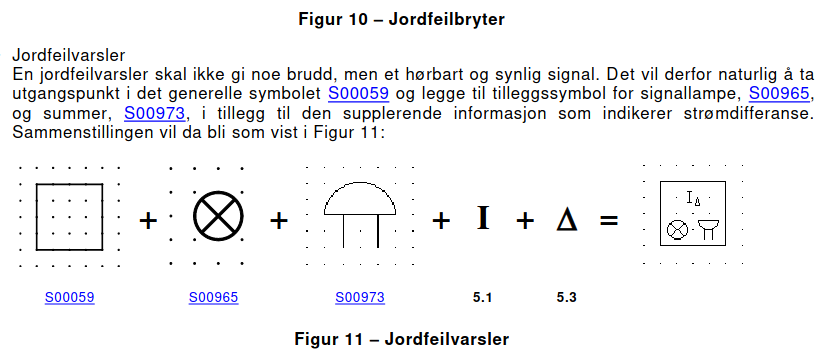 Figur 10 – Jordfeilbryter
Jordfeilvarsler
En jordfeilvarsler skal ikke gi noe brudd, men et hørbart og synlig signal. Det vil derfor naturlig å ta
utgangspunkt i det generelle symbolet S00059 og legge til tilleggssymbol for signallampe, S00965,
og summer, S00973, i tillegg til den supplerende informasjon som indikerer strømdifferanse.
Sammenstillingen vil da bli som vist i Figur 11:
+ + + I + Δ = I Δ
S00059 S00965 S00973 5.1 5.3
Figur 11 – Jordfeilvarsler